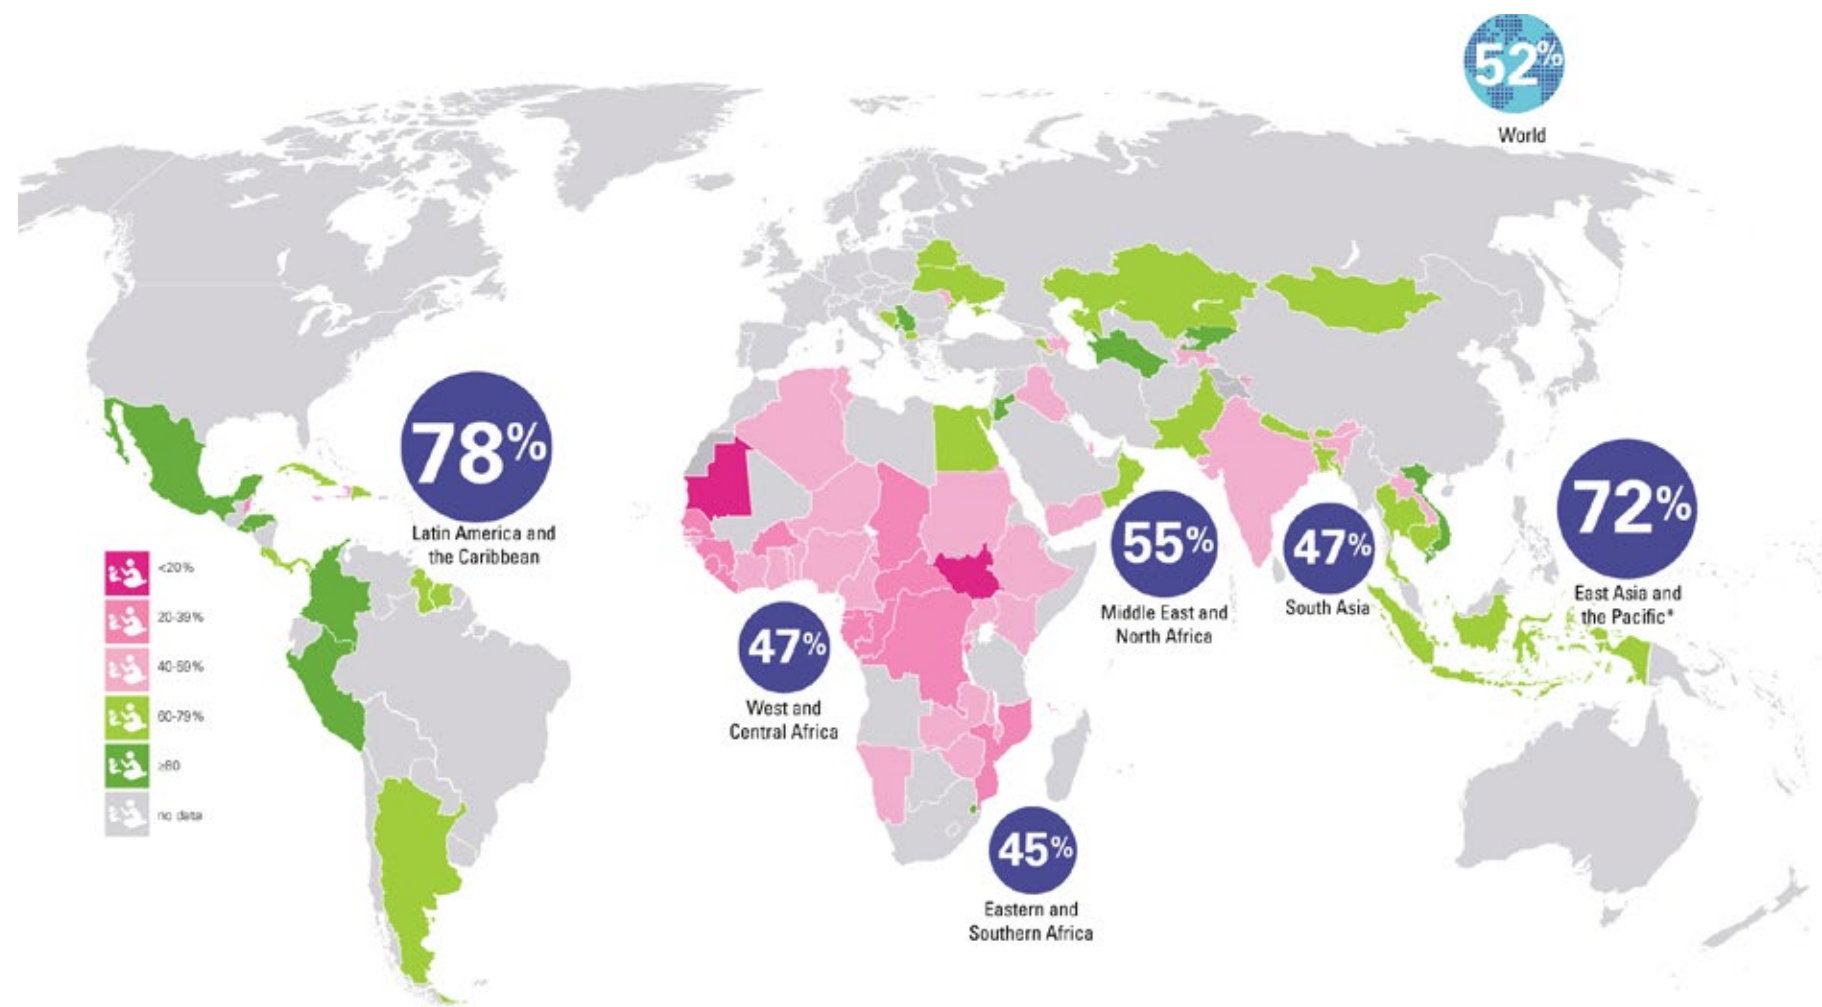 52%
World
78%
Latin America and
the Caribbean
<20%
20-39%
40-59%
60-79%
≥80
no data
47%
West and
Central Africa
55%
Middle East and
North Africa
47%
South Asia
72%
East Asia and
the Pacific*
45%
Eastern and
Southern Africa